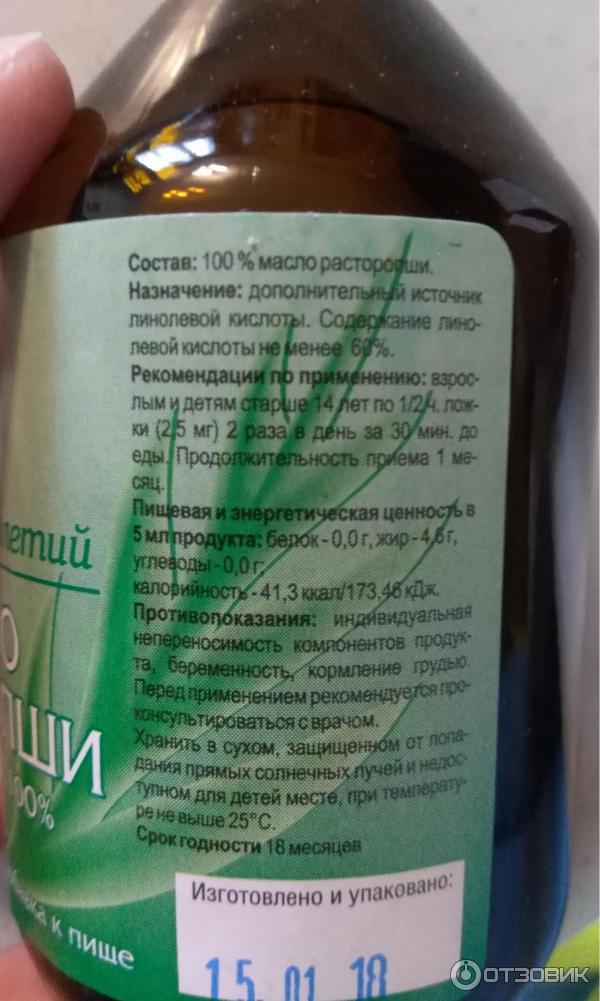 Состав: 100 % масло расторопши.
Назначение: дополнительный источник
линолевой кислоты. Содержание лино-
левой кислоты не менее 60%.
Рекомендации по применению: взрос-
лым и детям старше 14 лет по 1/2 ч. лож-
ки (2,5 мг) 2 раза в день за 30 мин. до
еды. Продолжительность приема 1 ме-
сяц.
Пищевая и энергетическая ценность в
5 мл продукта: белок - 0,0 г, жир - 4,6 г,
углеводы - 0,0 г;
калорийность - 41,3 ккал/173,46 кДж.
Противопоказания: индивидуальная
непереносимость компонентов продук-
та, беременность, кормление грудью.
Перед применением рекомендуется про-
консультироваться с врачом.
Хранить в сухом, защищенном от попа-
дания прямых солнечных лучей и недос-
тупном для детей месте, при температу-
ре не выше 25°С.
Срок годности 18 месяцев
Изготовлено и упаковано:
15 01 18
летий
О
ПШИ
100%
к пище
ОТЗОВИК